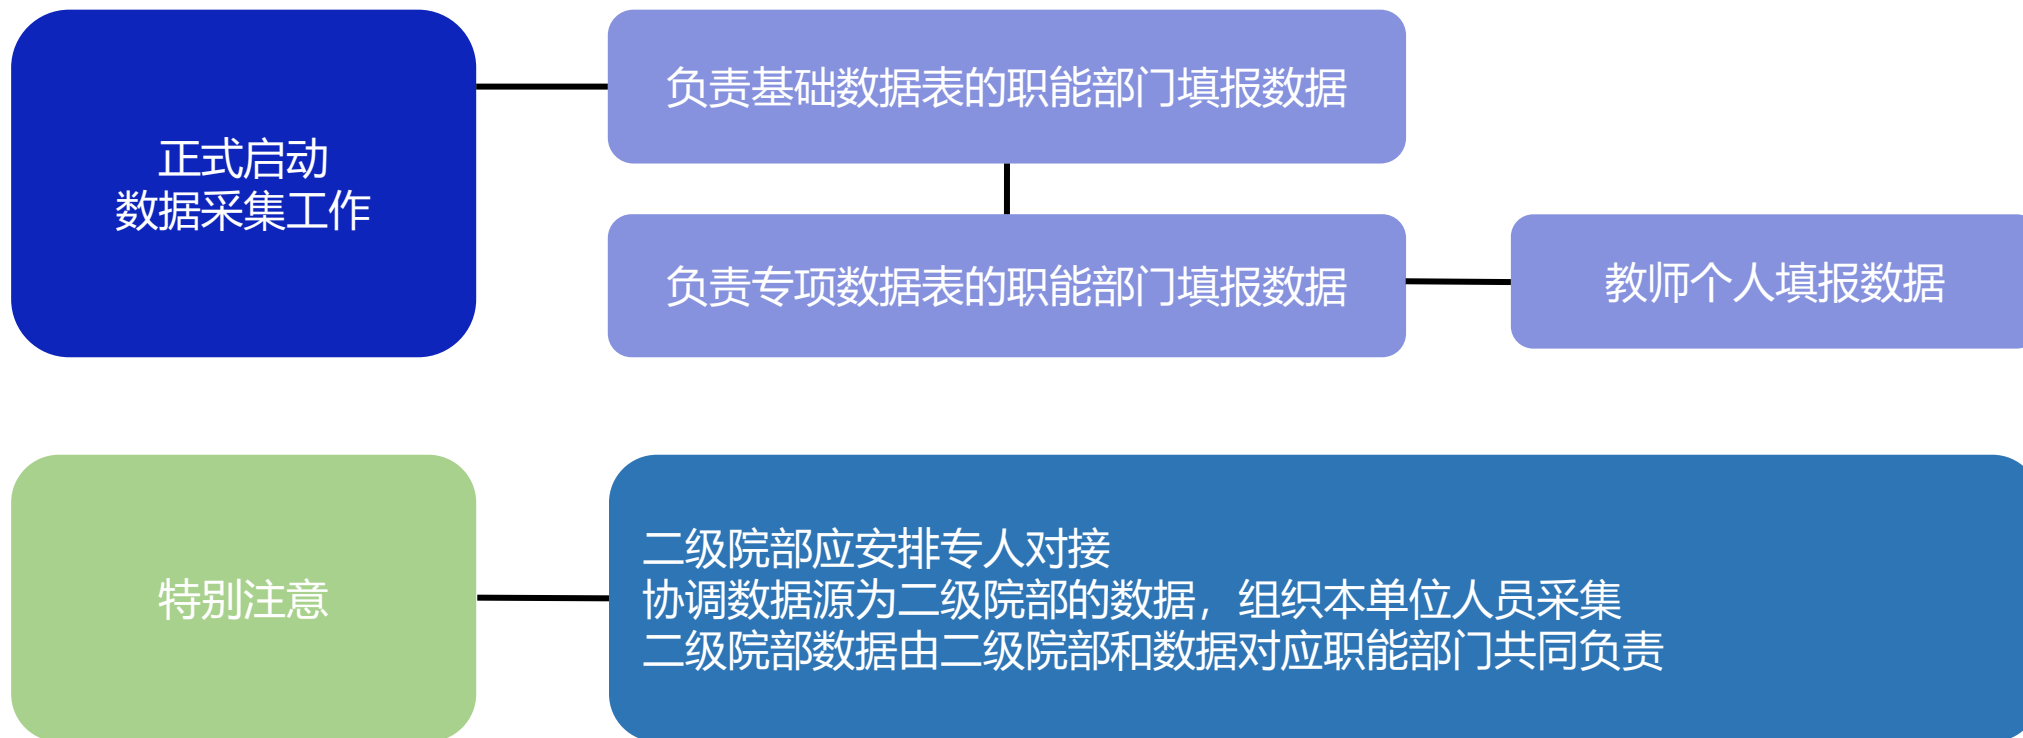 正式启动
数据采集工作
负责基础数据表的职能部门填报数据
负责专项数据表的职能部门填报数据
教师个人填报数据
特别注意
二级院部应安排专人对接
协调数据源为二级院部的数据，组织本单位人员采集
二级院部数据由二级院部和数据对应职能部门共同负责